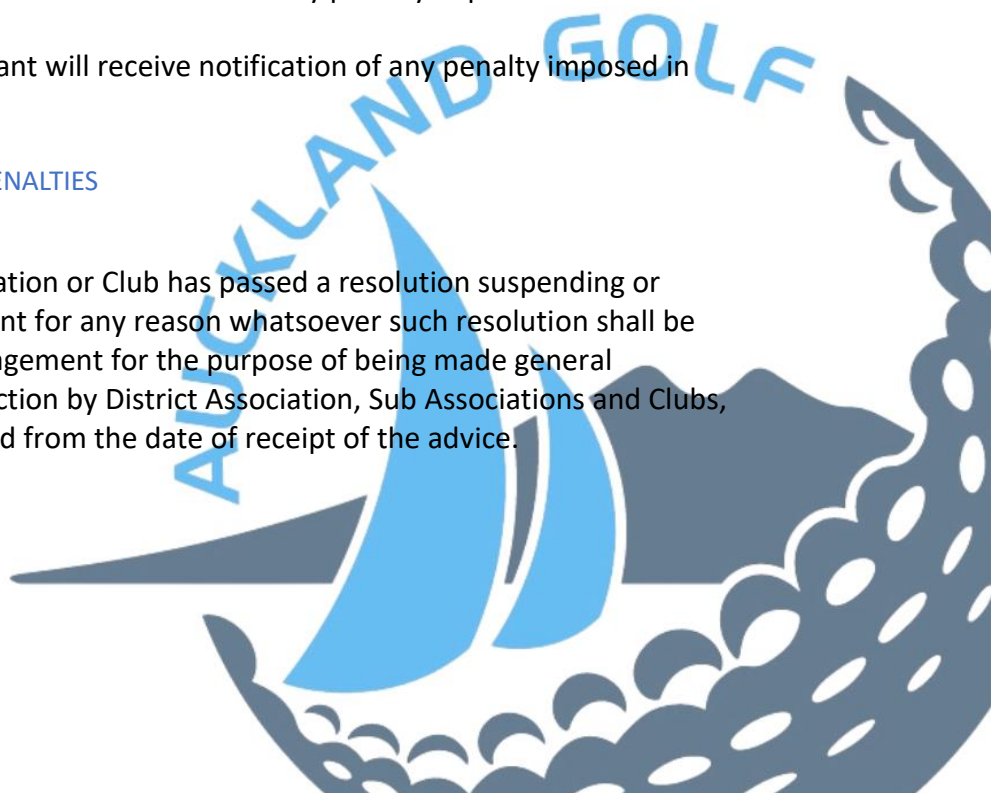 ant will receive notification of any penalty imposed in
ENALTIES
ation or Club has passed a resolution suspending or
nt for any reason whatsoever such resolution shall be
agement for the purpose of being made general
ction by District Association, Sub Associations and Clubs,
d from the date of receipt of the advice.
AUCKLAND GOLF